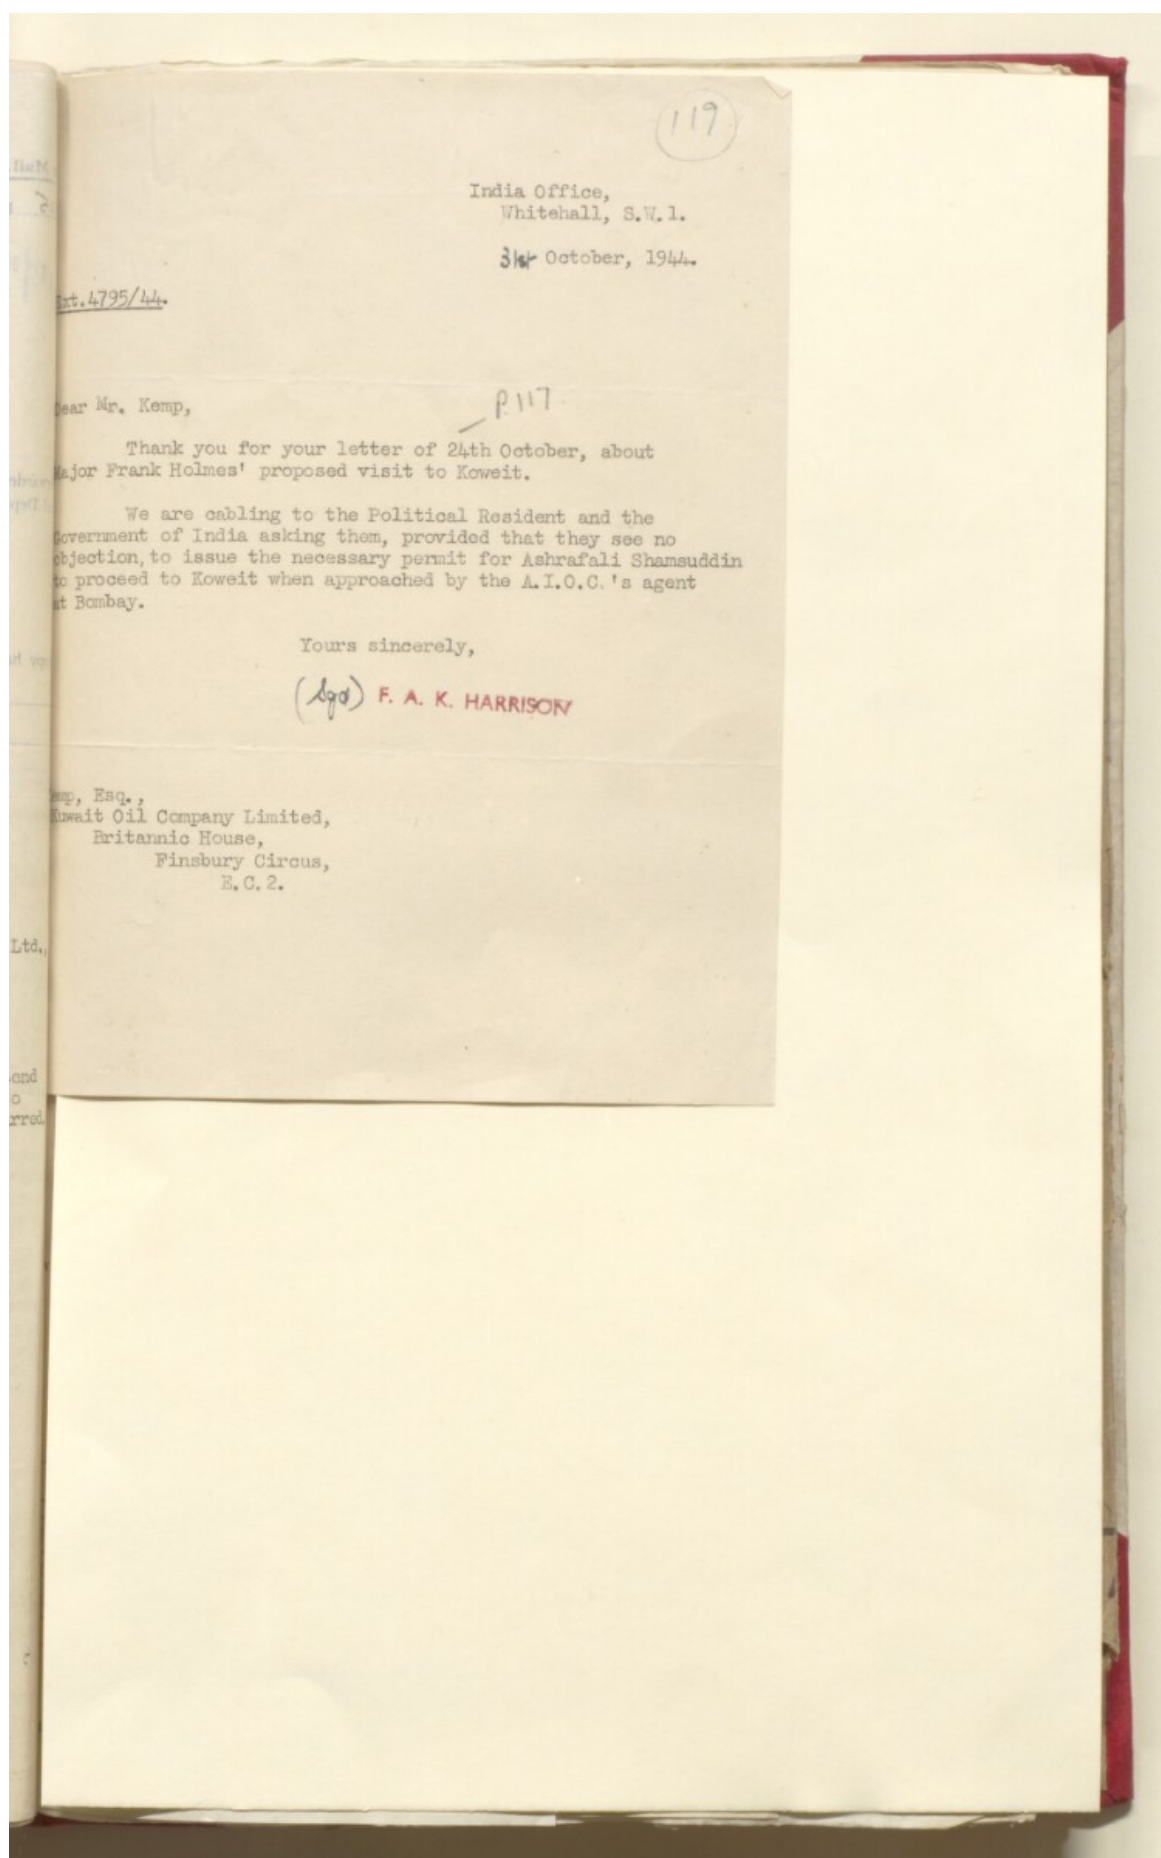 119
India Office,
Whitehall, S.W.1.
31st October, 1944.
Ext.4795/44.
Dear Mr. Kemp,
P.117
Thank you for your letter of 24th October, about
Major Frank Holmes' proposed visit to Koweit.
We are cabling to the Political Resident and the
Government of India asking them, provided that they see no
objection, to issue the necessary permit for Ashrafali Shamsuddin
to proceed to Koweit when approached by the A.I.O.C.'s agent
at Bombay.
Yours sincerely,
(Sgd) F. A. K. HARRISON
Kemp, Esq.,
Kuwait Oil Company Limited,
Britannic House,
Finsbury Circus,
E.C.2.
Ltd.,
and
rred.